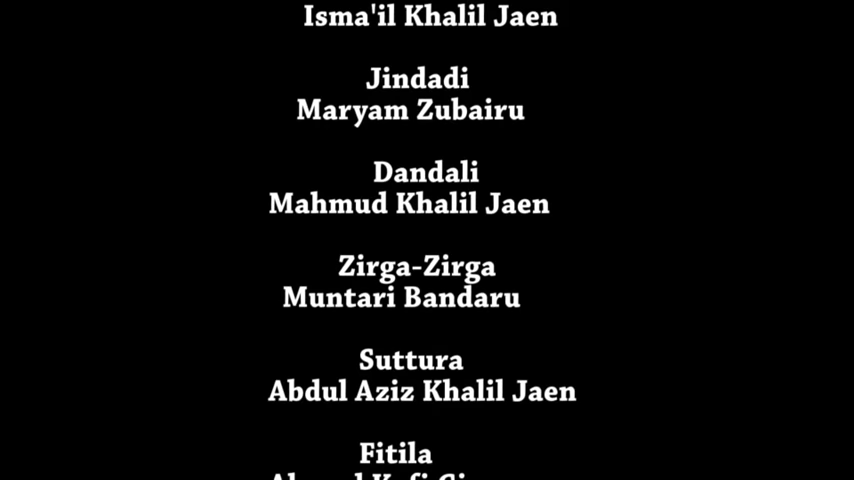 Isma'il Khalil Jaen
Jindadi
Maryam Zubairu
Dandali
Mahmud Khalil Jaen
Zirga-Zirga
Muntari Bandaru
Suttura
Abdul Aziz Khalil Jaen
Fitila